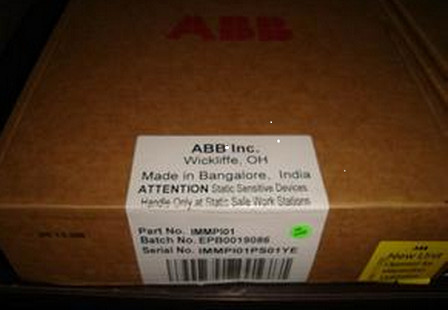 ABB
ABB Inc.
Wickliffe, OH
Made in Bangalore, India
ATTENTION Static Sensitive Devices
Handle Only at Static Safe Work Stations
Part No. IMMPI01
Batch No. EPB0019086
Serial No. IMMPI01PS01YE
ABB
New Unit